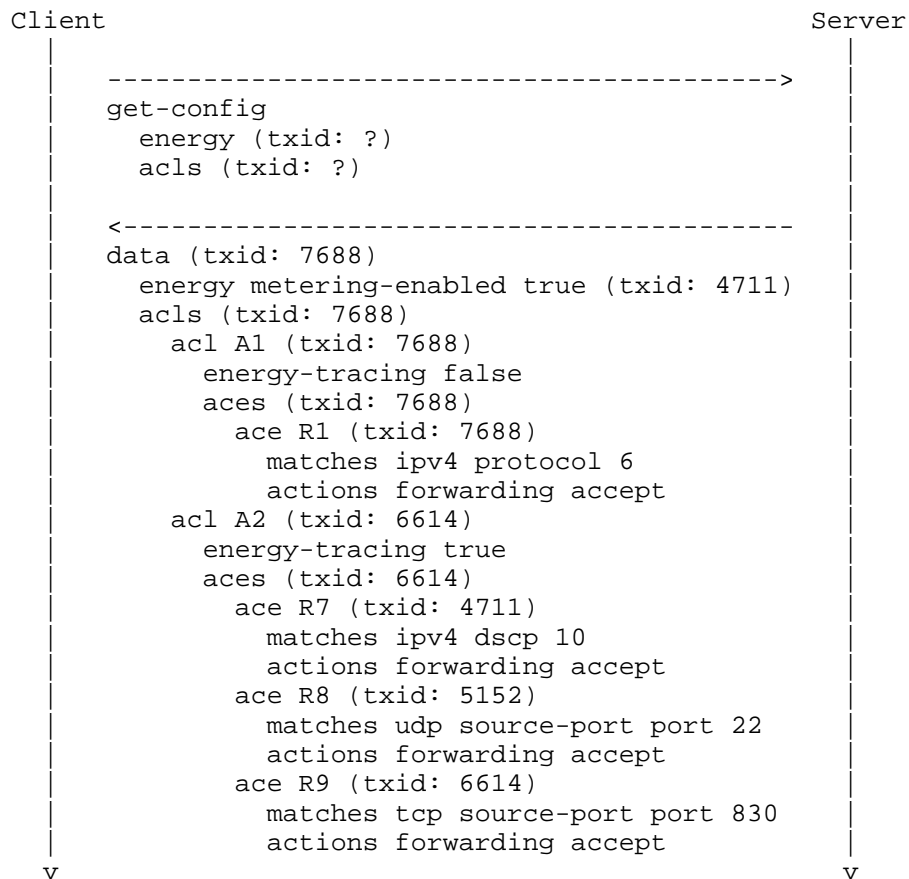 Client Server
---------------------------------------->
get-config
energy (txid: ?)
acls (txid: ?)
<----------------------------------------
data (txid: 7688)
energy metering-enabled true (txid: 4711)
acls (txid: 7688)
acl A1 (txid: 7688)
energy-tracing false
aces (txid: 7688)
ace R1 (txid: 7688)
matches ipv4 protocol 6
actions forwarding accept
acl A2 (txid: 6614)
energy-tracing true
aces (txid: 6614)
ace R7 (txid: 4711)
matches ipv4 dscp 10
actions forwarding accept
ace R8 (txid: 5152)
matches udp source-port port 22
actions forwarding accept
ace R9 (txid: 6614)
matches tcp source-port port 830
actions forwarding accept
v v